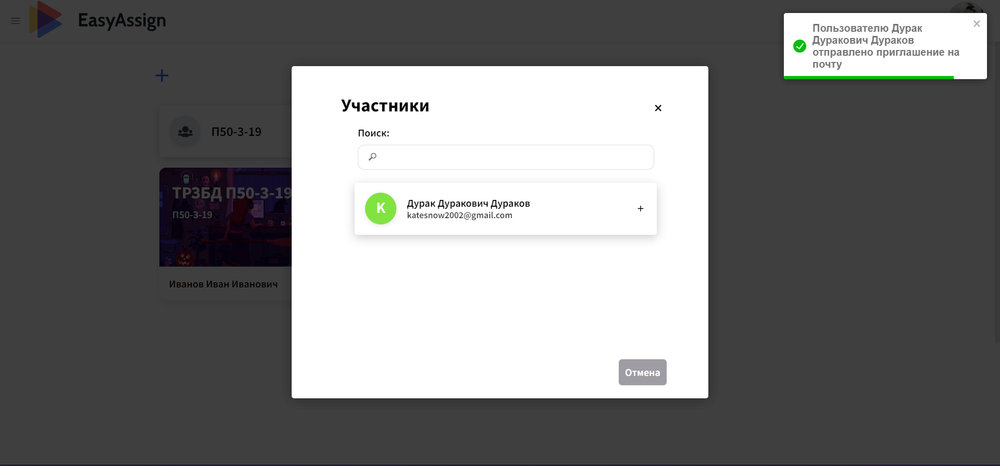 EasyAssign
Пользователю Дурак
Дуракович Дураков
отправлено приглашение на
почту
Участники
Поиск:
П50-3-19
ТРЗБД П50-3-19
П50-3-19
Иванов Иван Иванович
K
Дурак Дуракович Дураков
katesnow2002@gmail.com
Отмена